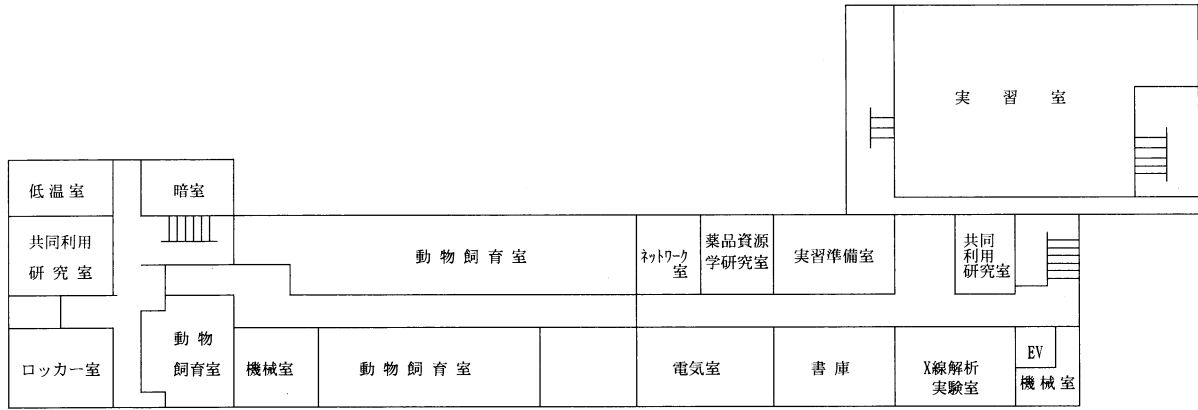 実習室
低温室
暗室
共同利用
研究室
動物飼育室
ネットワーク
室
薬品資源
学研究室
実習準備室
共同
利用
研究室
ロッカー室
動物
飼育室
機械室
動物飼育室
電気室
書庫
X線解析
実験室
EV
機械室